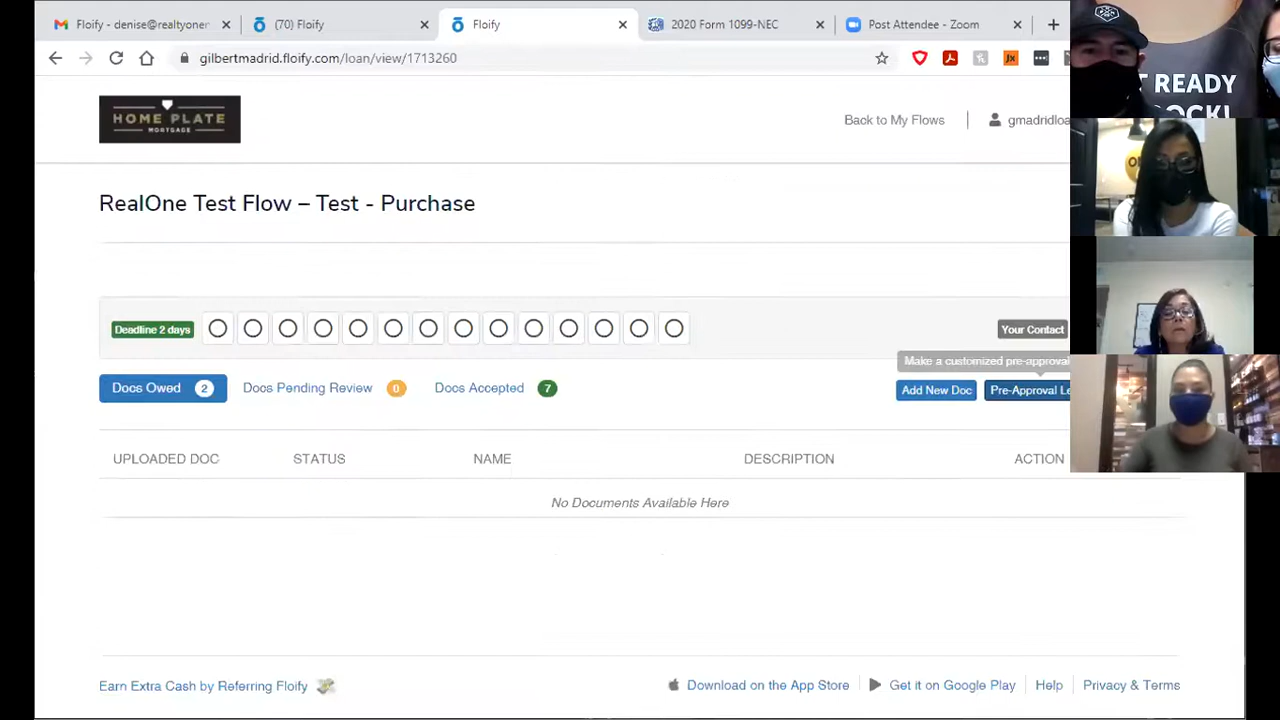 Floify - denise@realtyoner
(70) Floify
Floify
2020 Form 1099-NEC
Post Attendee - Zoom
gilbertmadrid.floify.com/loan/view/1713260
READY
HOME PLATE
MORTGAGE
Back to My Flows
gmadridloa
RealOne Test Flow – Test - Purchase
Deadline 2 days
Your Contact
Make a customized pre-approval
Docs Owed 2
Docs Pending Review 0
Docs Accepted 7
Add New Doc
Pre-Approval Le
UPLOADED DOC
STATUS
NAME
DESCRIPTION
ACTION
No Documents Available Here
Earn Extra Cash by Referring Floify
Download on the App Store
Get it on Google Play
Help
Privacy & Terms